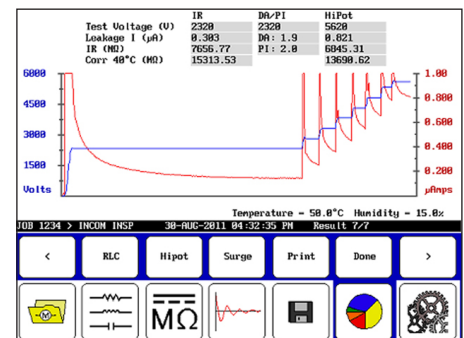 IR DA/PI HiPot
Test Voltage (V) 2320 2320 5620
Leakage I (µA) 0.303 DA: 1.9 0.821
IR (MΩ) 7656.77 PI: 2.0 6845.31
Corr 40°C (MΩ) 15313.53 13690.62
6000 1.00
4500 0.800
0.600
3000 0.400
1500 0.200
Volts µAmps
Temperature = 50.0°C Humidity = 15.0%
JOB 1234 > INCOM INSP 30-AUG-2011 04:32:35 PM Result 7/7
< RLC Hipot Surge Print Done >
M MΩ